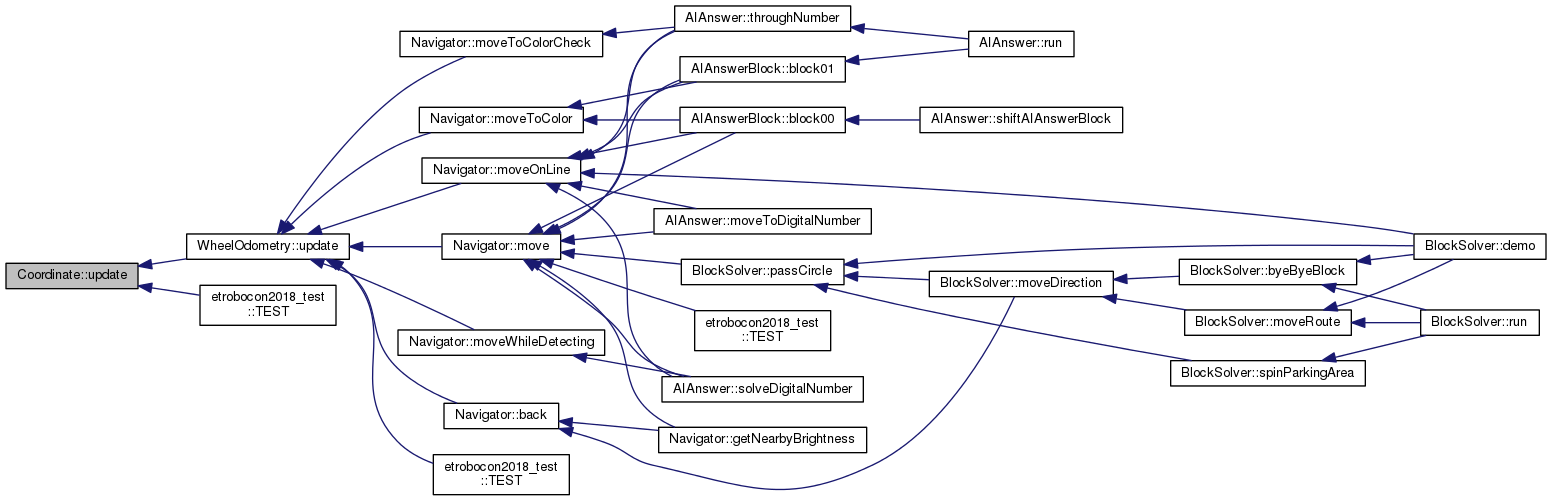 Coordinate::update
WheelOdometry::update
etrobocon2018_test
::TEST
Navigator::moveToColorCheck
Navigator::moveToColor
Navigator::moveOnLine
Navigator::move
Navigator::moveWhileDetecting
Navigator::back
etrobocon2018_test
::TEST
AIAnswer::throughNumber
AIAnswerBlock::block01
AIAnswerBlock::block00
AIAnswer::moveToDigitalNumber
BlockSolver::passCircle
etrobocon2018_test
::TEST
AIAnswer::solveDigitalNumber
Navigator::getNearbyBrightness
AIAnswer::run
AIAnswer::shiftAIAnswerBlock
BlockSolver::moveDirection
BlockSolver::byeByeBlock
BlockSolver::moveRoute
BlockSolver::spinParkingArea
BlockSolver::demo
BlockSolver::run